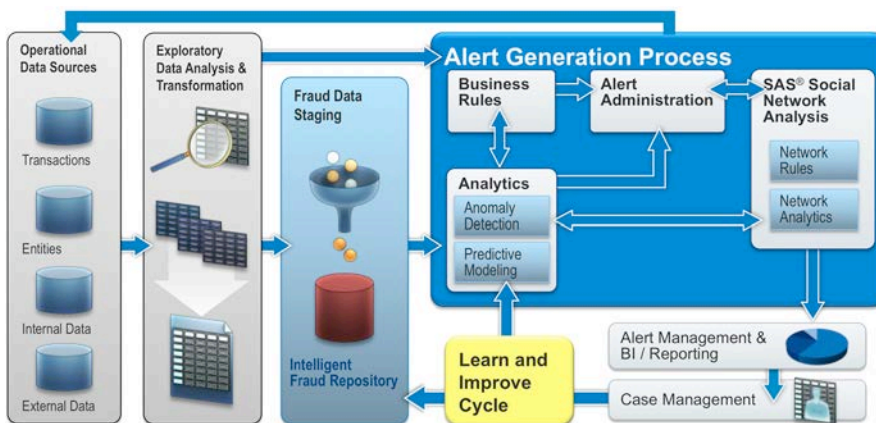 Operational
Data Sources
Transactions
Entities
Internal Data
External Data
Exploratory
Data Analysis &
Transformation
Fraud Data
Staging
Intelligent
Fraud Repository
Alert Generation Process
Business
Rules
Alert
Administration
SAS® Social
Network
Analysis
Network
Rules
Network
Analytics
Analytics
Anomaly
Detection
Predictive
Modeling
Learn and
Improve
Cycle
Alert Management &
BI / Reporting
Case Management